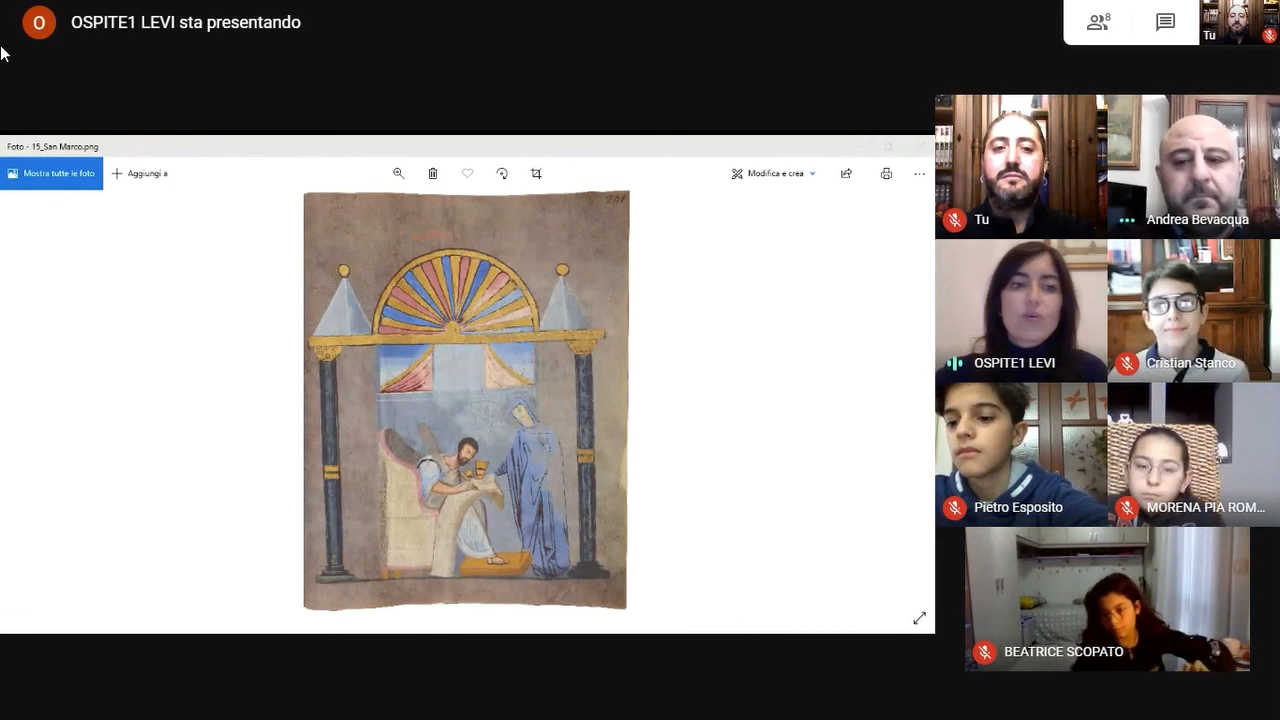 O
OSPITE1 LEVI sta presentando
8
Tu
Foto - 15_San Marco.png
Mostra tutte le foto
Aggiungi a
Modifica e crea
Tu
Andrea Bevacqua
OSPITE1 LEVI
Cristian Stanco
Pietro Esposito
MORENA PIA ROM...
BEATRICE SCOPATO